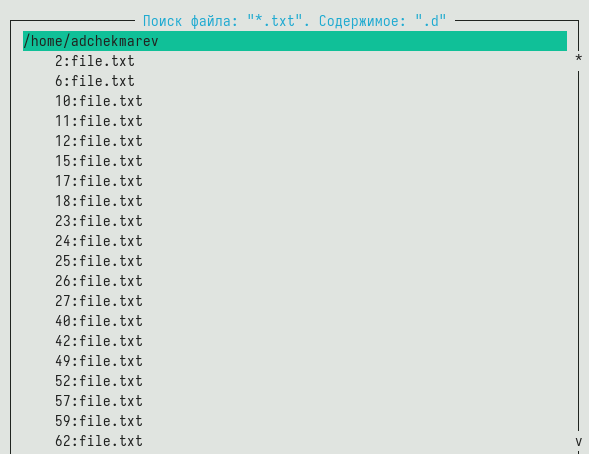 Поиск файла: "*.txt". Содержимое: ".d"
/home/adchekmarev
2:file.txt
*
6:file.txt
10:file.txt
11:file.txt
12:file.txt
15:file.txt
17:file.txt
18:file.txt
23:file.txt
24:file.txt
25:file.txt
26:file.txt
27:file.txt
40:file.txt
42:file.txt
49:file.txt
52:file.txt
57:file.txt
59:file.txt
62:file.txt
v